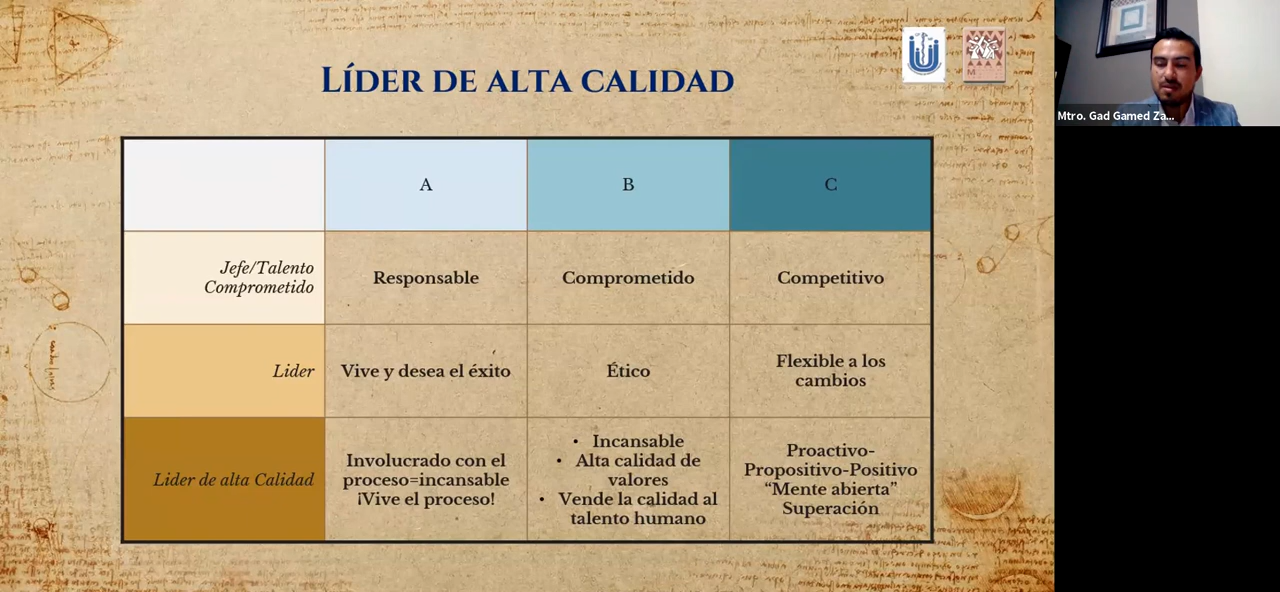 LÍDER DE ALTA CALIDAD
Mtro. Gad Gamed Za...
A
B
C
Jefe/Talento
Comprometido
Responsable
Comprometido
Competitivo
Lider
Vive y desea el éxito
Ético
Flexible a los
cambios
Lider de alta Calidad
Involucrado con el
proceso=incansable
¡Vive el proceso!
• Incansable
• Alta calidad de
valores
• Vende la calidad al
talento humano
Proactivo-
Propositivo-Positivo
“Mente abierta”
Superación